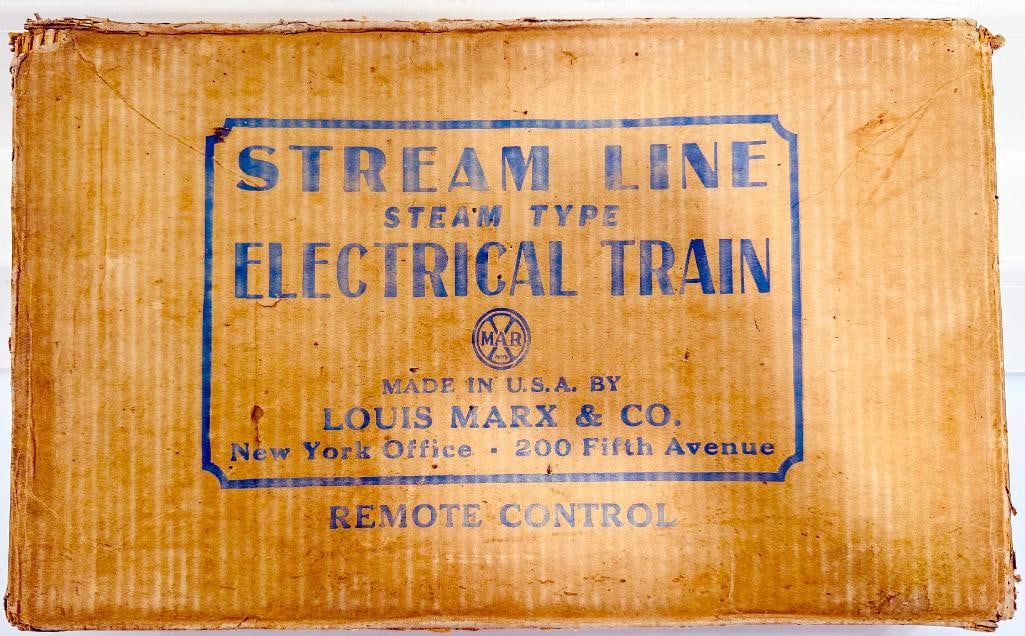 STREAM LINE
STEAM TYPE
ELECTRICAL TRAIN
MAR
MADE IN U.S.A. BY
LOUIS MARX & CO.
New York Office · 200 Fifth Avenue
REMOTE CONTROL